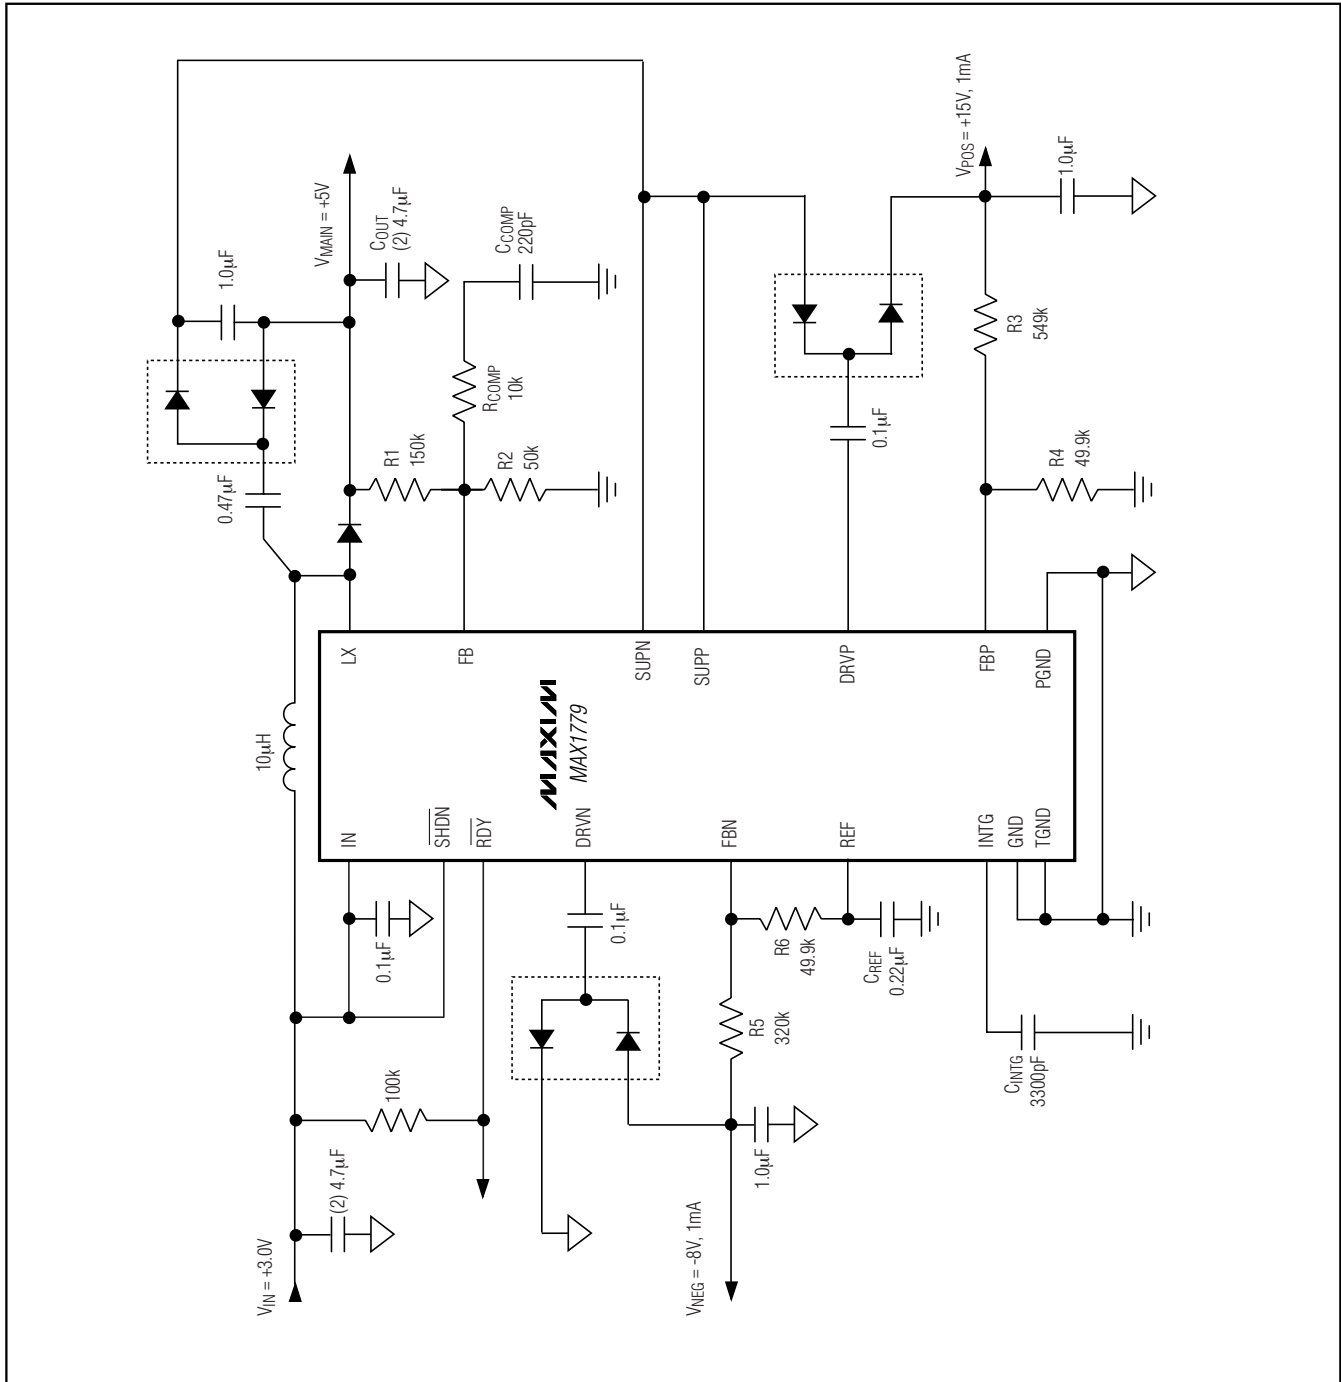 VIN = +3.0V
(2) 4.7µF
100k
0.1µF
10µH
0.47µF
1.0µF
VMAIN = +5V
COUT
(2) 4.7µF
R1
150k
RCOMP
10k
CCOMP
220pF
R2
50k
LX
FB
SUPN
SUPP
DRVP
FBP
PGND
MAXIM
MAX1779
IN
SHDN
RDY
DRVN
FBN
REF
INTG
GND
TGND
0.1µF
VNEG = -8V, 1mA
1.0µF
R5
320k
R6
49.9k
CREF
0.22µF
CINTG
3300pF
0.1µF
VPOS = +15V, 1mA
1.0µF
R3
549k
R4
49.9k